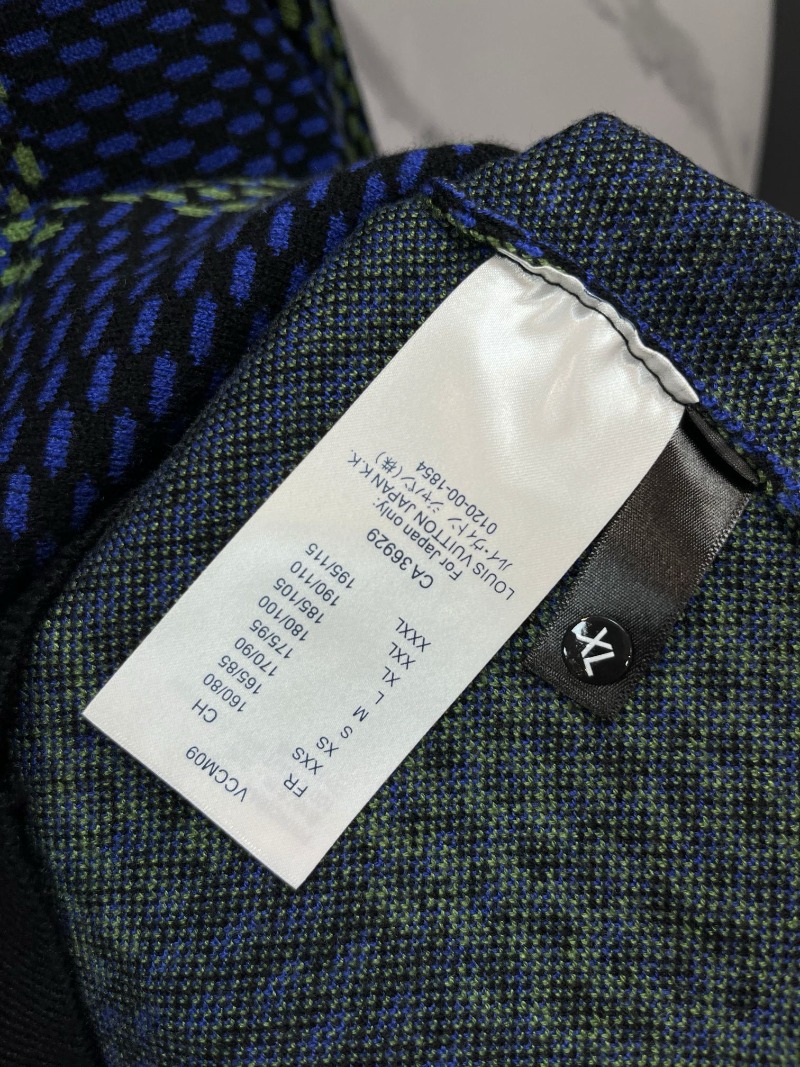 VCCM09
FR CH
XXS 160/80
XS 165/85
S 170/90
M 175/95
L 180/100
XL 185/105
XXL 190/110
XXXL 195/115
CA 36929
For Japan only:
LOUIS VUITTON JAPAN K.K.
ルイ・ヴィトン ジャパン(株)
0120-00-1854
XL